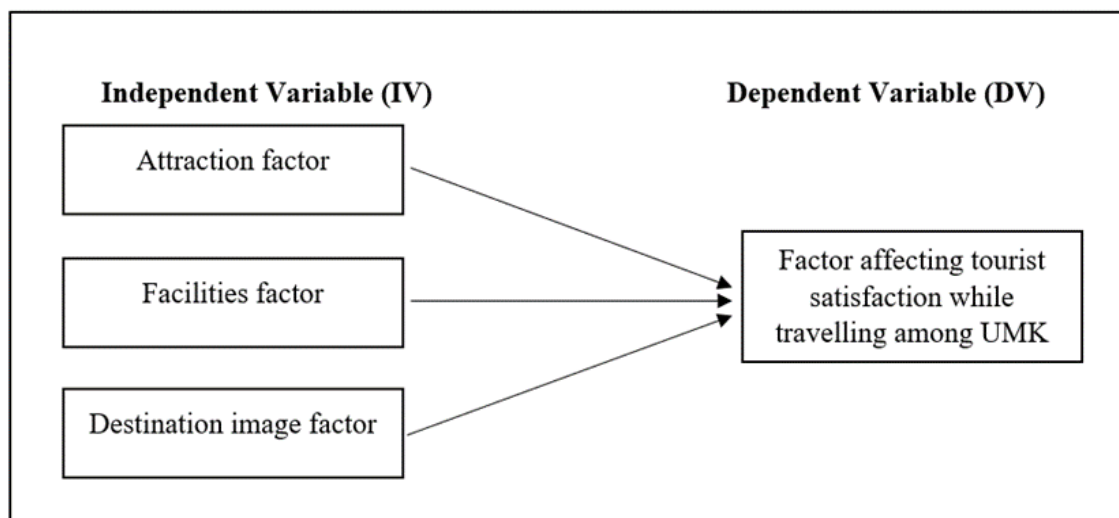 Independent Variable (IV)
Dependent Variable (DV)
Attraction factor
Facilities factor
Destination image factor
Factor affecting tourist
satisfaction while
travelling among UMK